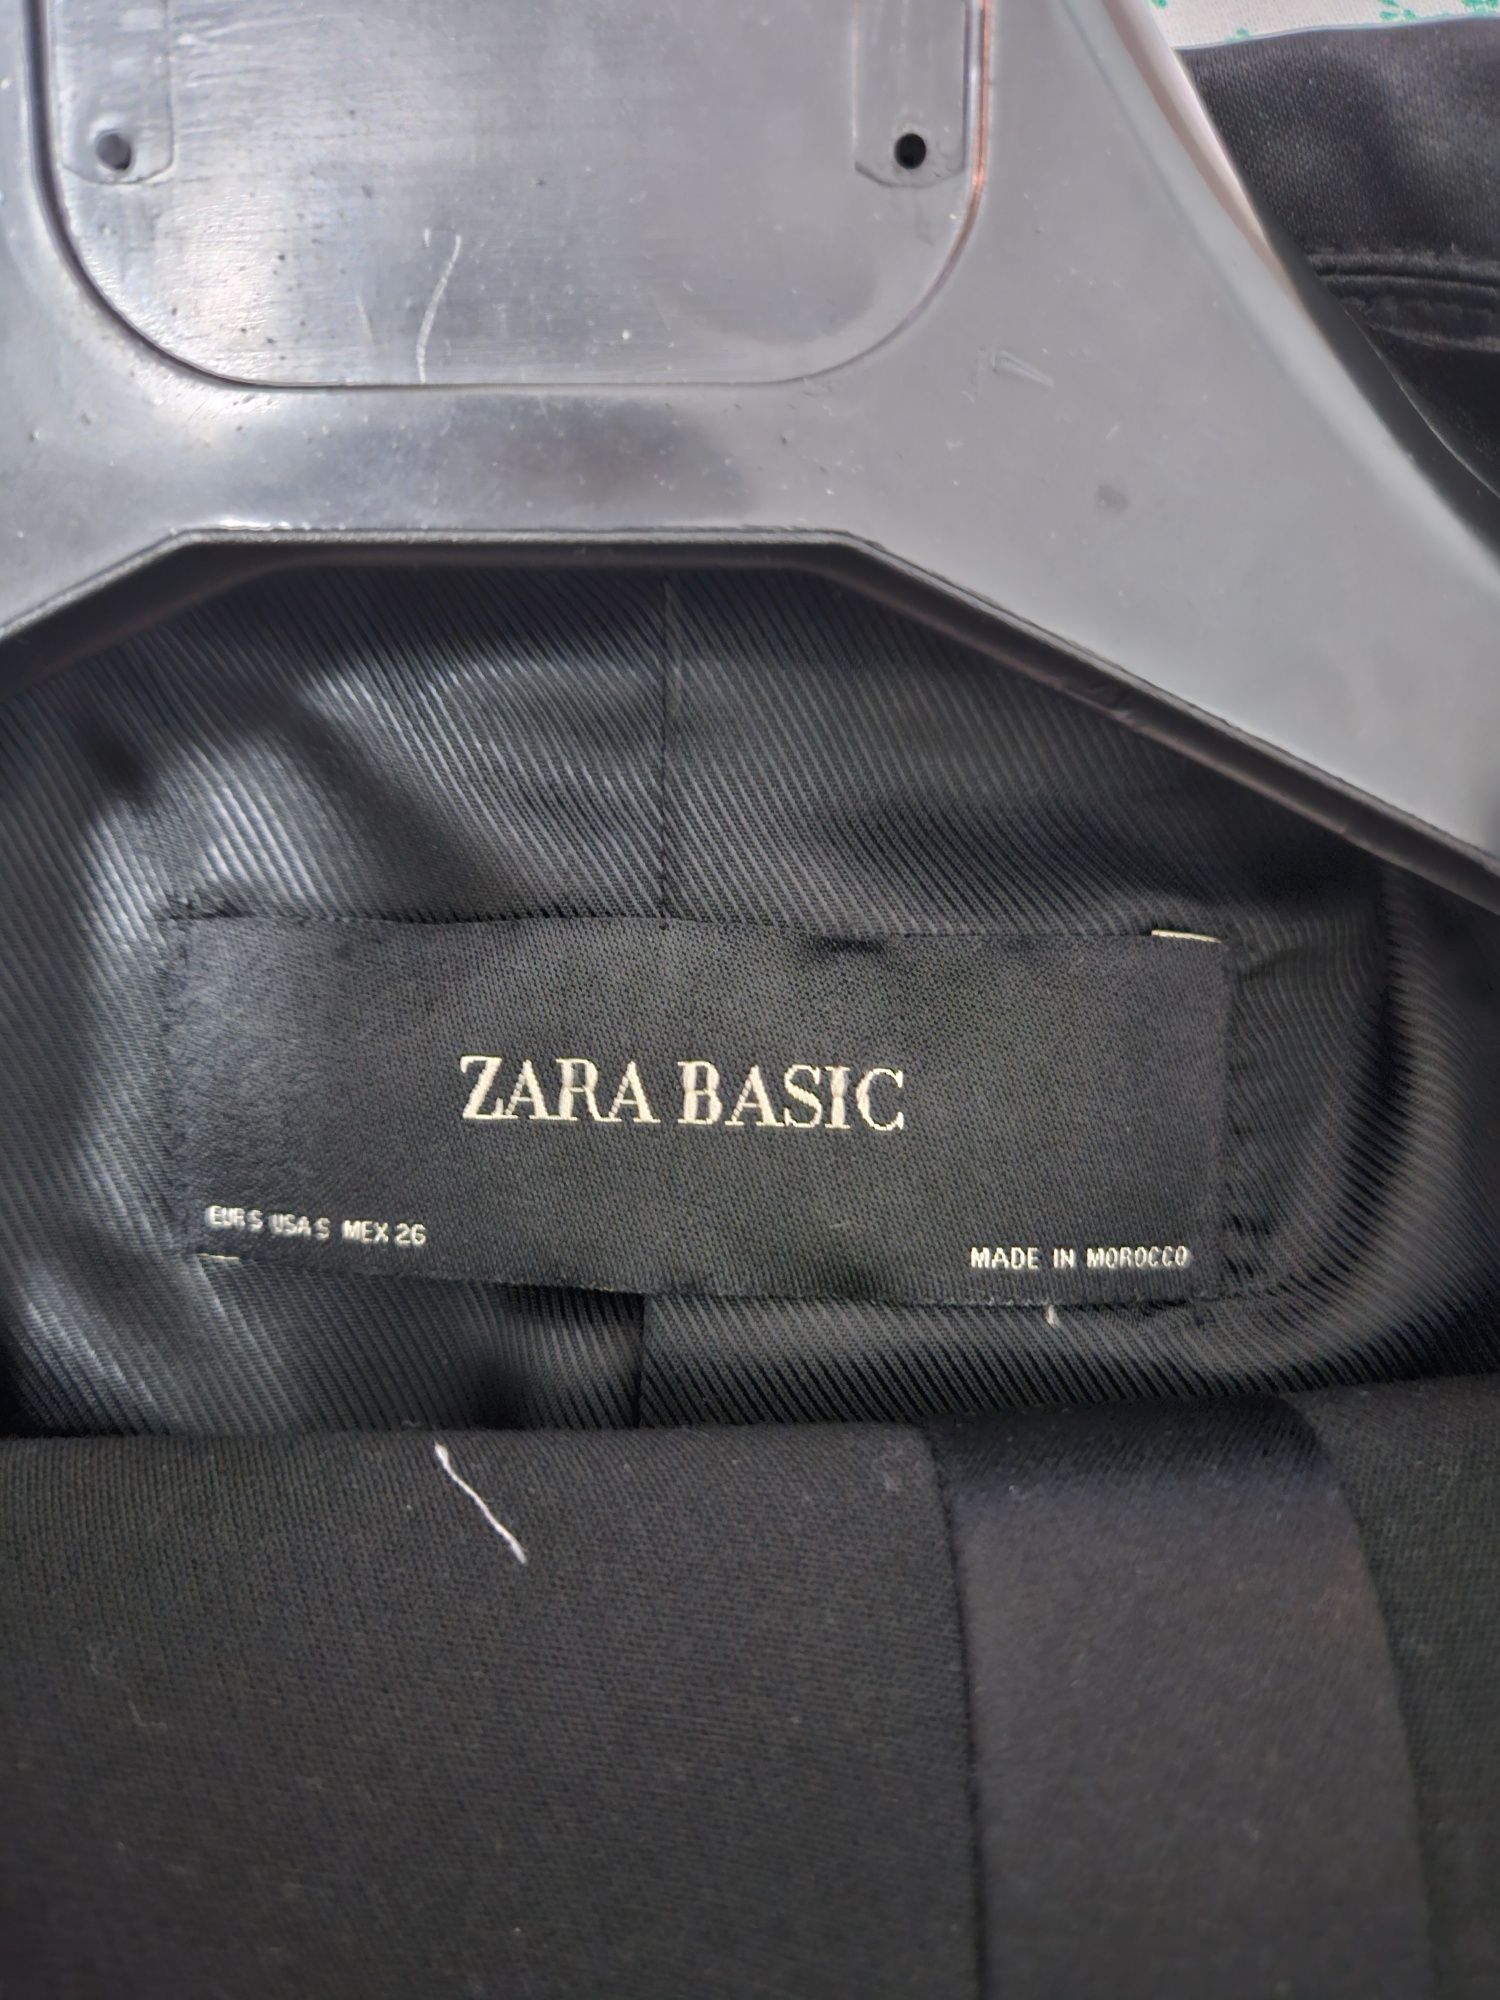 ZARA BASIC
EUR S USA S MEX 26
MADE IN MOROCCO